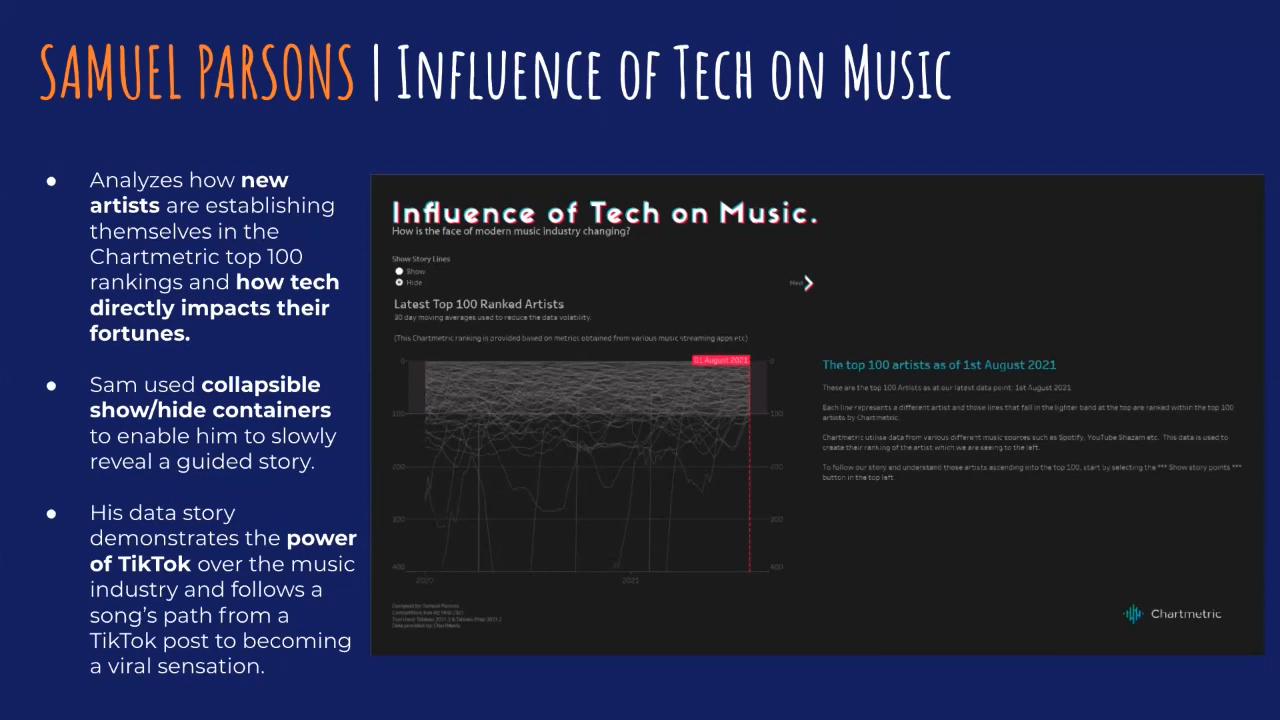 SAMUEL PARSONS | INFLUENCE OF TECH ON MUSIC
● Analyzes how new
artists are establishing
themselves in the
Chartmetric top 100
rankings and how tech
directly impacts their
fortunes.
● Sam used collapsible
show/hide containers
to enable him to slowly
reveal a guided story.
● His data story
demonstrates the power
of TikTok over the music
industry and follows a
song's path from a
TikTok post to becoming
a viral sensation.
Influence of Tech on Music.
How is the face of modern music industry changing?
Show Story Lines
Show
Hide
Latest Top 100 Ranked Artists
30 day moving averages used to reduce the data volatility.
(This Chartmetric ranking is provided based on metrics obtained from various music streaming apps etc)
01 August 2021
0
100
200
300
400
0
100
200
300
400
2020
2021
The top 100 artists as of 1st August 2021
These are the top 100 Artists as at our latest data point: 1st August 2021
Each line represents a different artist and those lines that fall in the lighter band at the top are ranked within the top 100
artists by Chartmetric.
Chartmetric utilise data from various different music sources such as Spotify, YouTube Shazam etc. This data is used to
create their ranking of the artist which we are seeing to the left.
To follow our story and understand those artists ascending into the top 100, start by selecting the *** Show story points ***
button in the top left
Designed by: Samuel Parsons
Data provided by: Chartmetric
Chartmetric